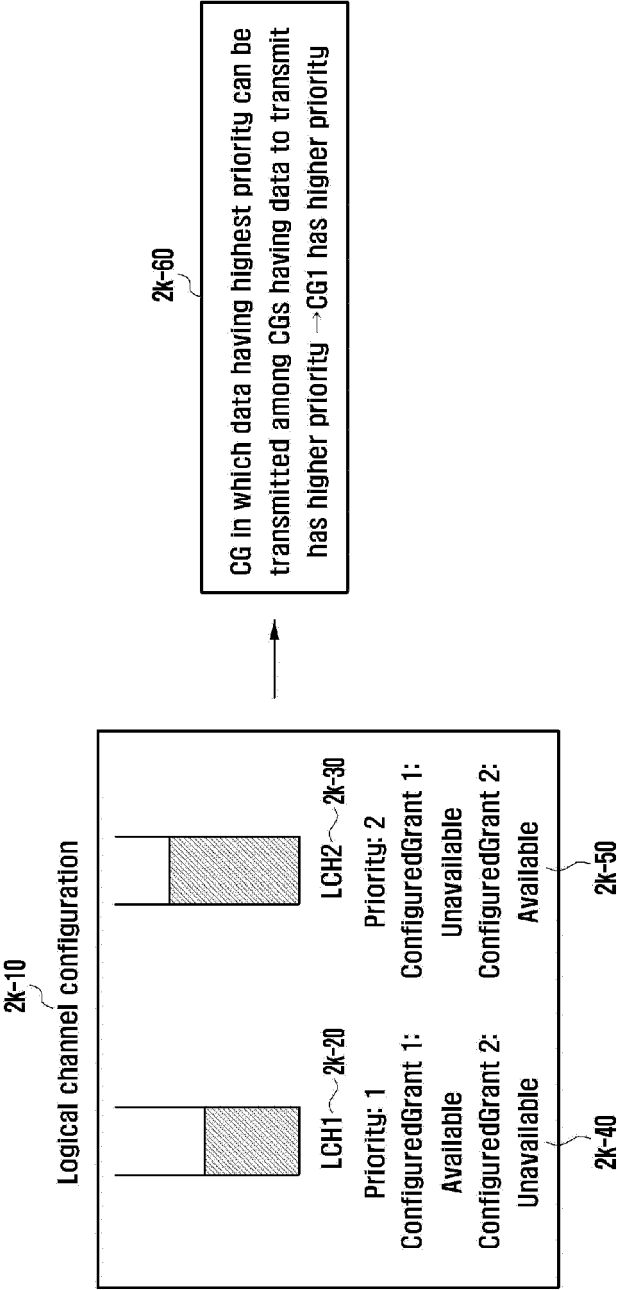 2k-10
Logical channel configuration
LCH1 2k-20
Priority: 1
ConfiguredGrant 1:
Available
ConfiguredGrant 2:
Unavailable
2k-40
LCH2 2k-30
Priority: 2
ConfiguredGrant 1:
Unavailable
ConfiguredGrant 2:
Available
2k-50
2k-60
CG in which data having highest priority can be
transmitted among CGs having data to transmit
has higher priority →CG1 has higher priority